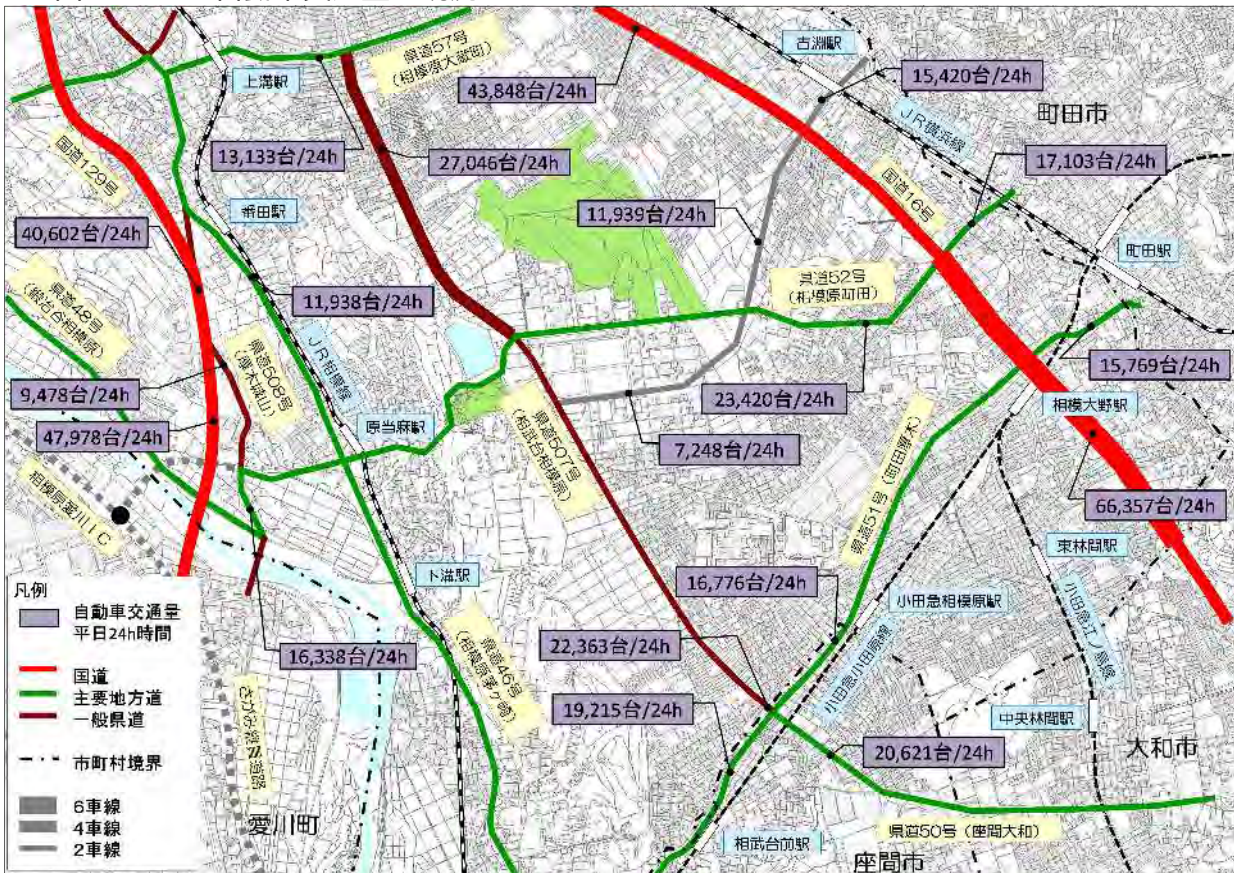 県道57号
(相模原大蔵町)
古淵駅
上溝駅
15,420台/24h
43,848台/24h
町田市
JR横浜線
13,133台/24h
27,046台/24h
17,103台/24h
国道129号
国道16号
番田駅
11,939台/24h
40,602台/24h
町田駅
県道52号
(相模原町田)
県道48号
(鍛冶谷相模原)
11,938台/24h
JR相模線
県道508号
(厚木城山)
15,769台/24h
9,478台/24h
23,420台/24h
相模大野駅
原当麻駅
47,978台/24h
県道507号
(相武台相模原)
7,248台/24h
県道51号(町田厚木)
相模原愛川IC
66,357台/24h
東林間駅
下溝駅
16,776台/24h
小田急相模原駅
小田急江ノ島線
凡例
自動車交通量
平日24h時間
22,363台/24h
小田急小田原線
16,338台/24h
県道46号
(相模原茅ヶ崎)
国道
主要地方道
一般県道
19,215台/24h
中央林間駅
さがみ縦貫道路
大和市
市町村境界
20,621台/24h
6車線
4車線
2車線
愛川町
県道50号(座間大和)
相武台前駅
座間市